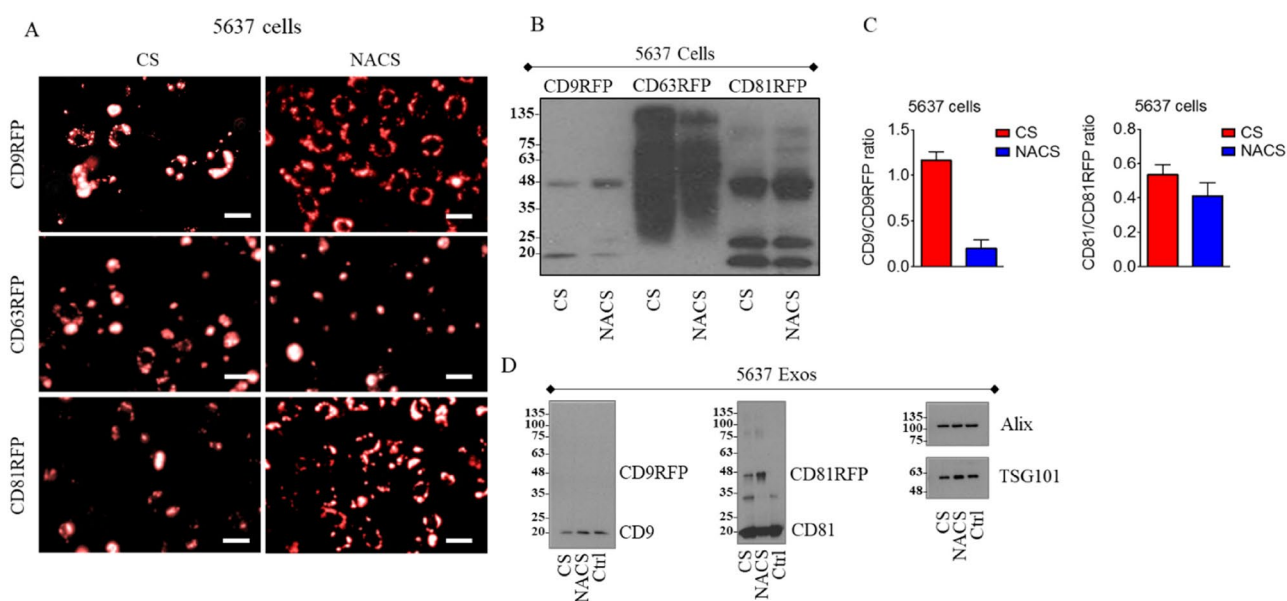 A
5637 cells
CS NACS
CD9RFP
CD63RFP
CD81RFP
B
5637 Cells
CD9RFP CD63RFP CD81RFP
135
75
63
48
35
25
20
CS NACS CS NACS CS NACS
C
5637 cells
CD9/CD9RFP ratio
1.5
1.0
0.5
0.0
CS
NACS
5637 cells
CD81/CD81RFP ratio
0.8
0.6
0.4
0.2
0.0
CS
NACS
D
5637 Exos
135
100
75
63
48
35
25
20
CD9RFP
CD9
CS NACS Ctrl
135
100
75
63
48
35
25
20
CD81RFP
CD81
CS NACS Ctrl
135
100
75
Alix
63
48
TSG101
CS NACS Ctrl